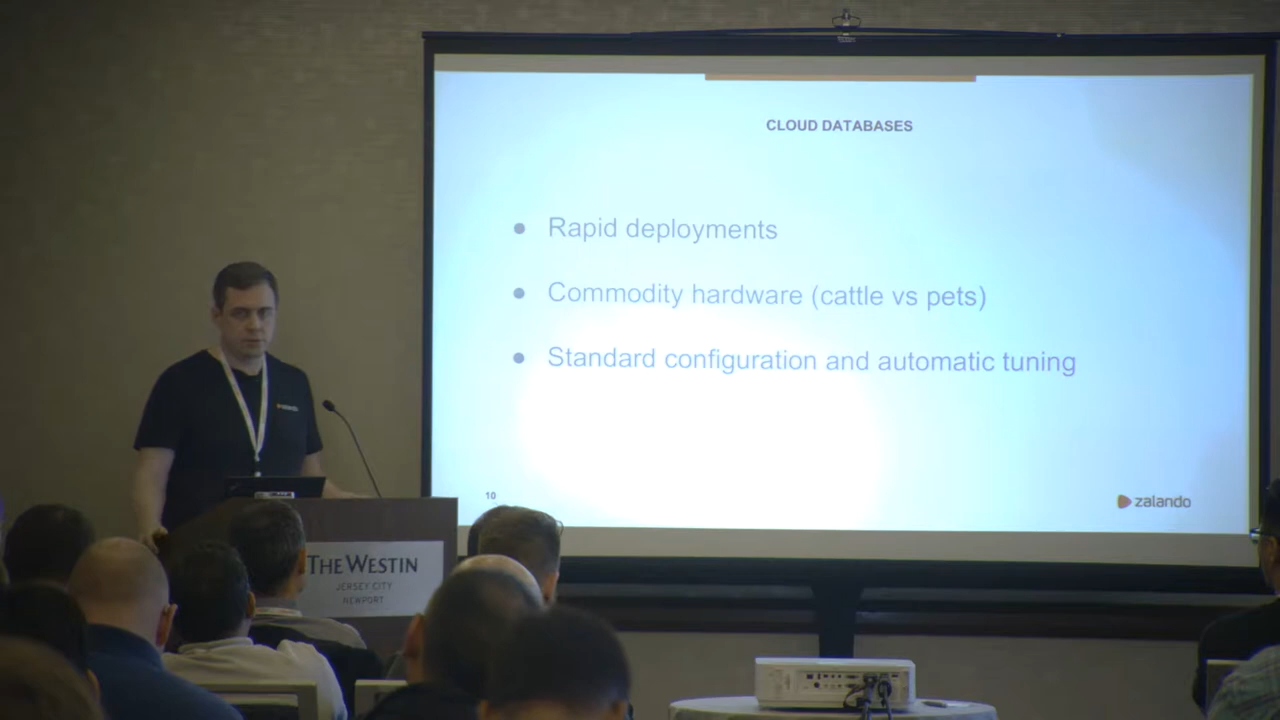 CLOUD DATABASES
● Rapid deployments
● Commodity hardware (cattle vs pets)
● Standard configuration and automatic tuning
10
zalando
zalando
THE WESTIN
JERSEY CITY
NEWPORT